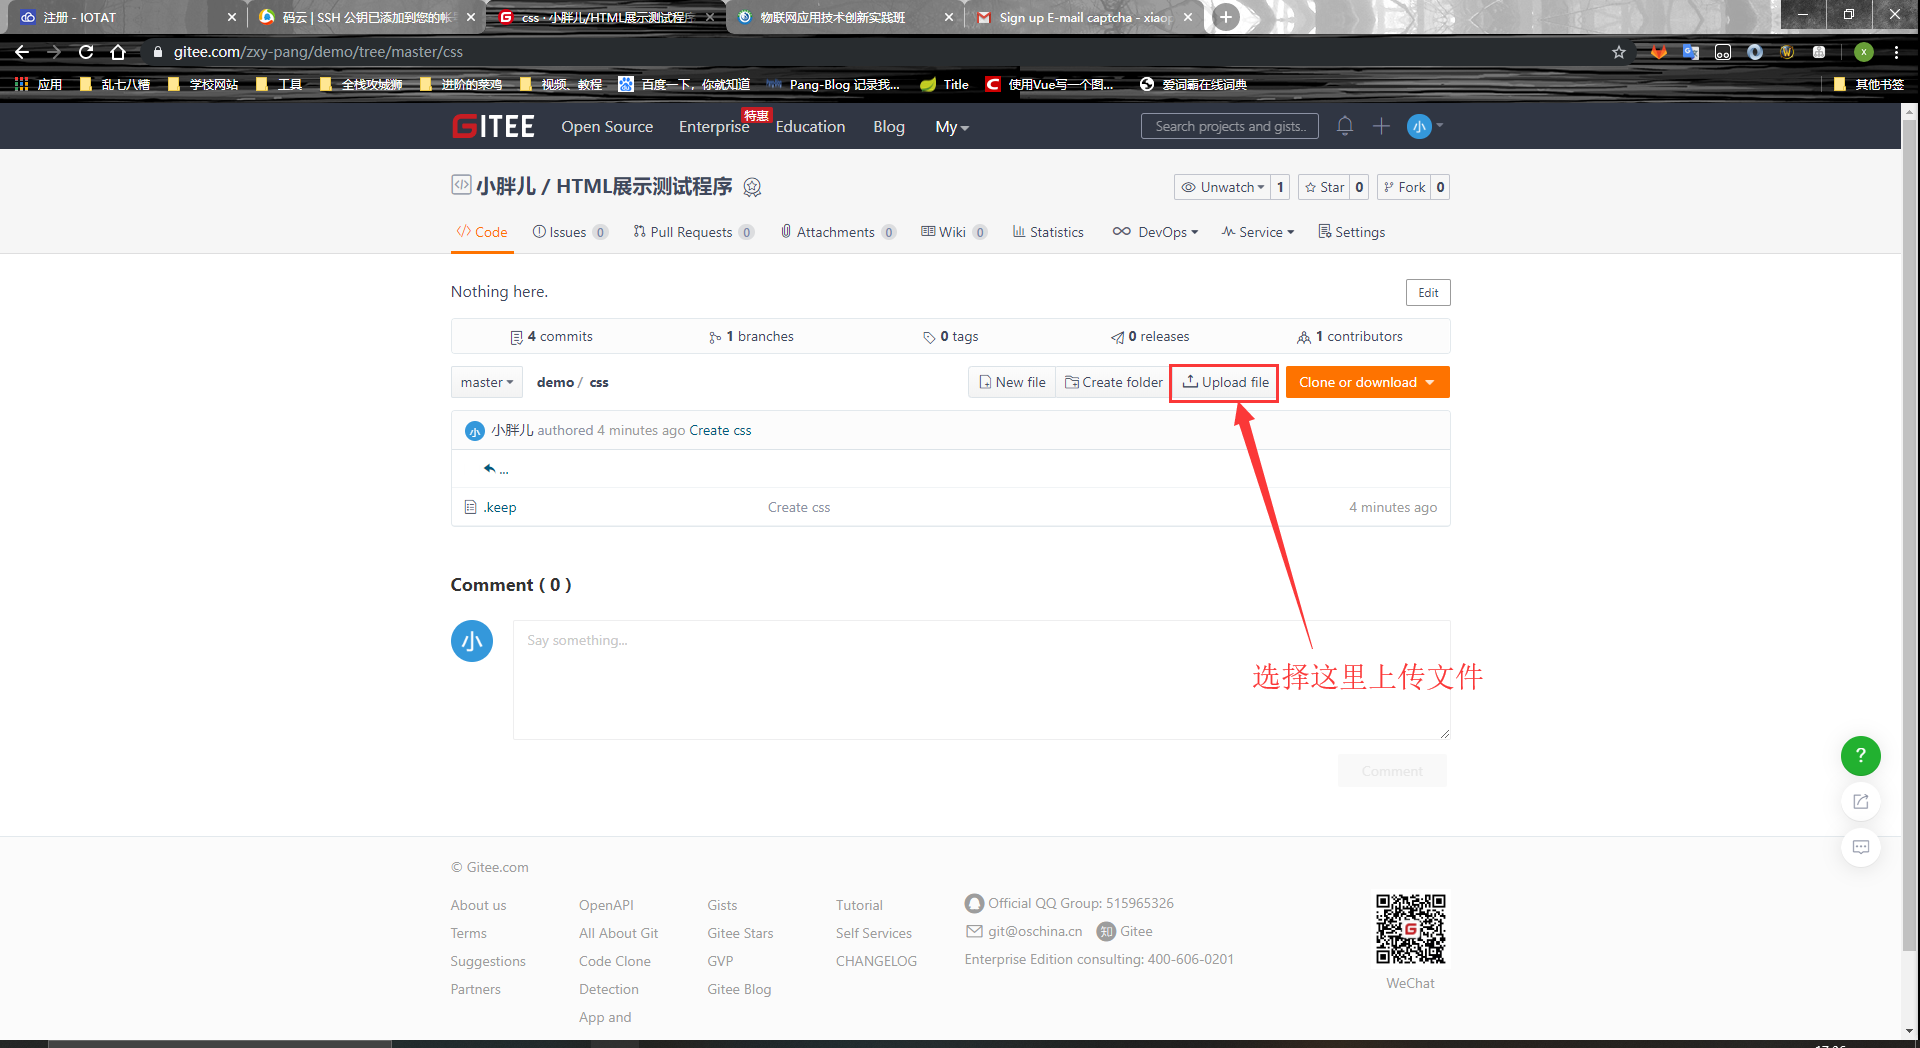 注册 - IOTAT
码云 | SSH 公钥已添加到您的帐
css · 小胖儿/HTML展示测试程序
物联网应用技术创新实践班
Sign up E-mail captcha - xiaop
gitee.com/zxy-pang/demo/tree/master/css
应用
乱七八糟
学校网站
工具
全栈攻城狮
进阶的菜鸡
视频、教程
百度一下，你就知道
Pang-Blog 记录我...
Title
使用Vue写一个图...
爱词霸在线词典
其他书签
GITEE
Open Source
Enterprise
特惠
Education
Blog
My
Search projects and gists..
小
小胖儿 / HTML展示测试程序
Unwatch 1
Star 0
Fork 0
Code
Issues 0
Pull Requests 0
Attachments 0
Wiki 0
Statistics
DevOps
Service
Settings
Nothing here.
Edit
4 commits
1 branches
0 tags
0 releases
1 contributors
master
demo / css
New file
Create folder
Upload file
Clone or download
小 小胖儿 authored 4 minutes ago Create css
...
.keep
Create css
4 minutes ago
Comment ( 0 )
小
Say something...
选择这里上传文件
Comment
?
© Gitee.com
About us
Terms
Suggestions
Partners
OpenAPI
All About Git
Code Clone
Detection
App and
Gists
Gitee Stars
GVP
Gitee Blog
Tutorial
Self Services
CHANGELOG
Official QQ Group: 515965326
git@oschina.cn
知 Gitee
Enterprise Edition consulting: 400-606-0201
WeChat